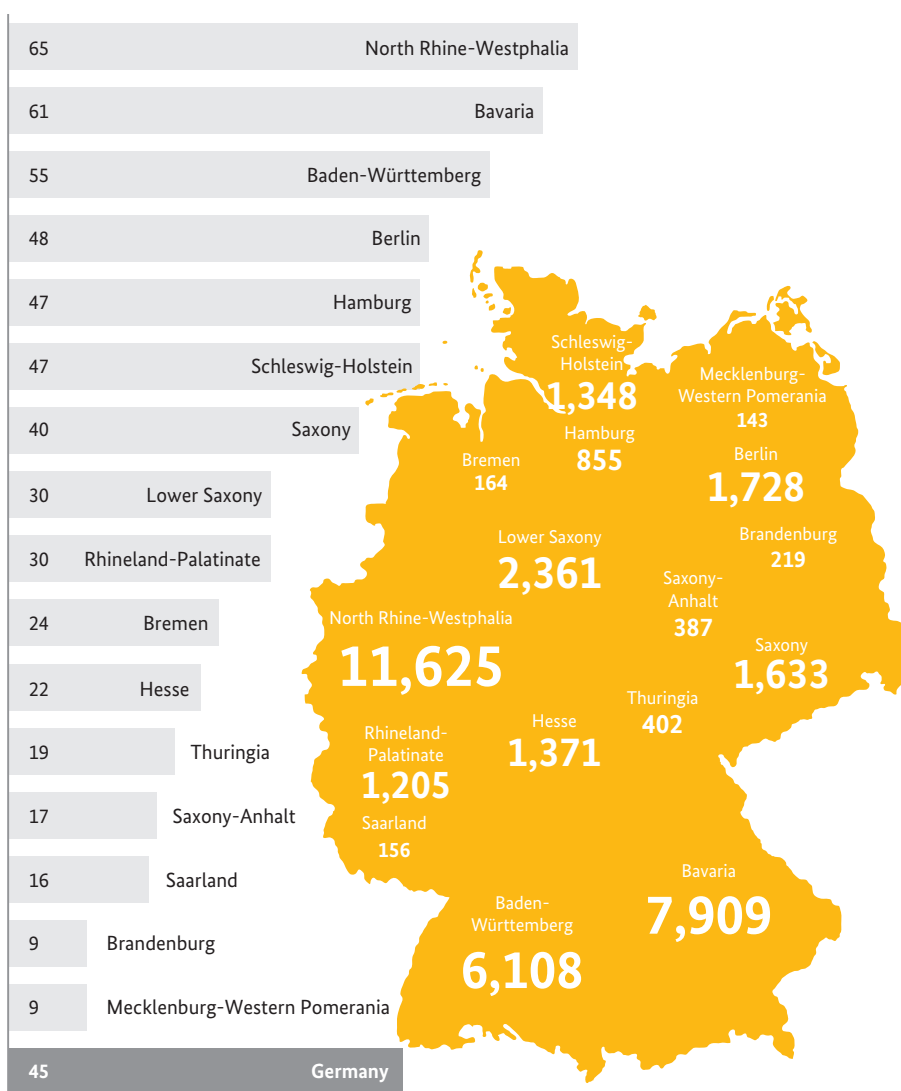 65 North Rhine-Westphalia
61 Bavaria
55 Baden-Württemberg
48 Berlin
47 Hamburg
47 Schleswig-Holstein
40 Saxony
30 Lower Saxony
30 Rhineland-Palatinate
24 Bremen
22 Hesse
19 Thuringia
17 Saxony-Anhalt
16 Saarland
9 Brandenburg
9 Mecklenburg-Western Pomerania
45 Germany
Schleswig-
Holstein
1,348
Mecklenburg-
Western Pomerania
143
Hamburg
855
Bremen
164
Berlin
1,728
Lower Saxony
2,361
Brandenburg
219
Saxony-
Anhalt
387
North Rhine-Westphalia
11,625
Saxony
1,633
Thuringia
402
Hesse
1,371
Rhineland-
Palatinate
1,205
Saarland
156
Bavaria
7,909
Baden-
Württemberg
6,108